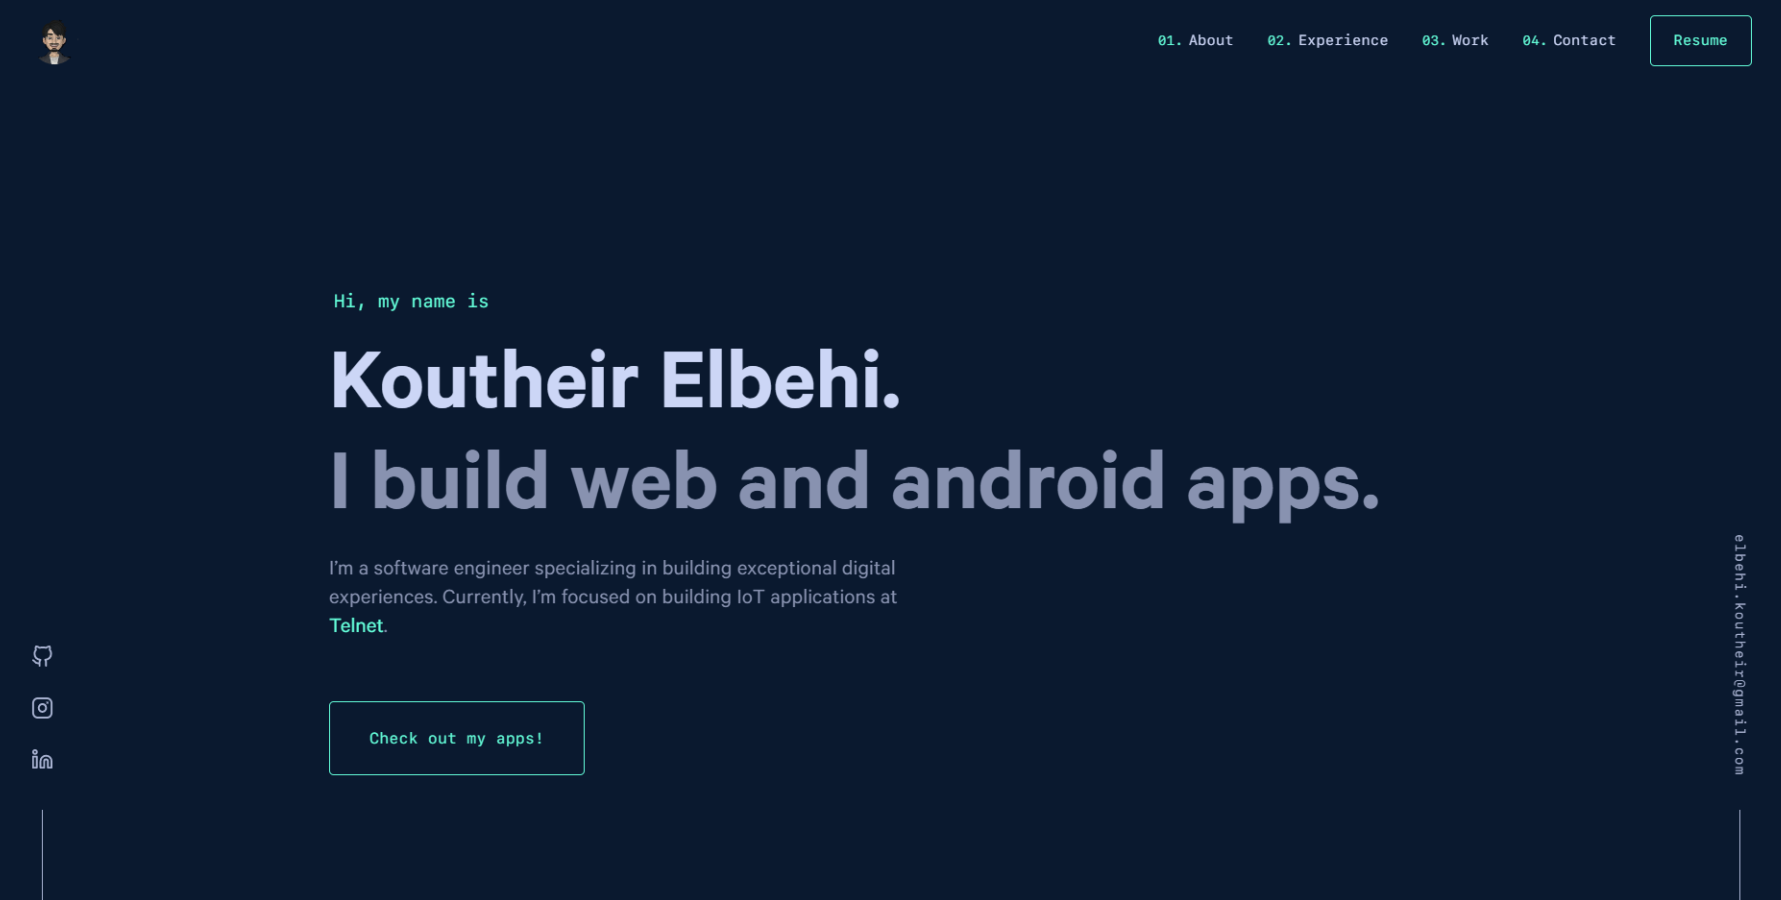 01. About 02. Experience 03. Work 04. Contact Resume
Hi, my name is
Koutheir Elbehi.
I build web and android apps.
I’m a software engineer specializing in building exceptional digital
experiences. Currently, I’m focused on building IoT applications at
Telnet.
Check out my apps!
elbehi.koutheir@gmail.com